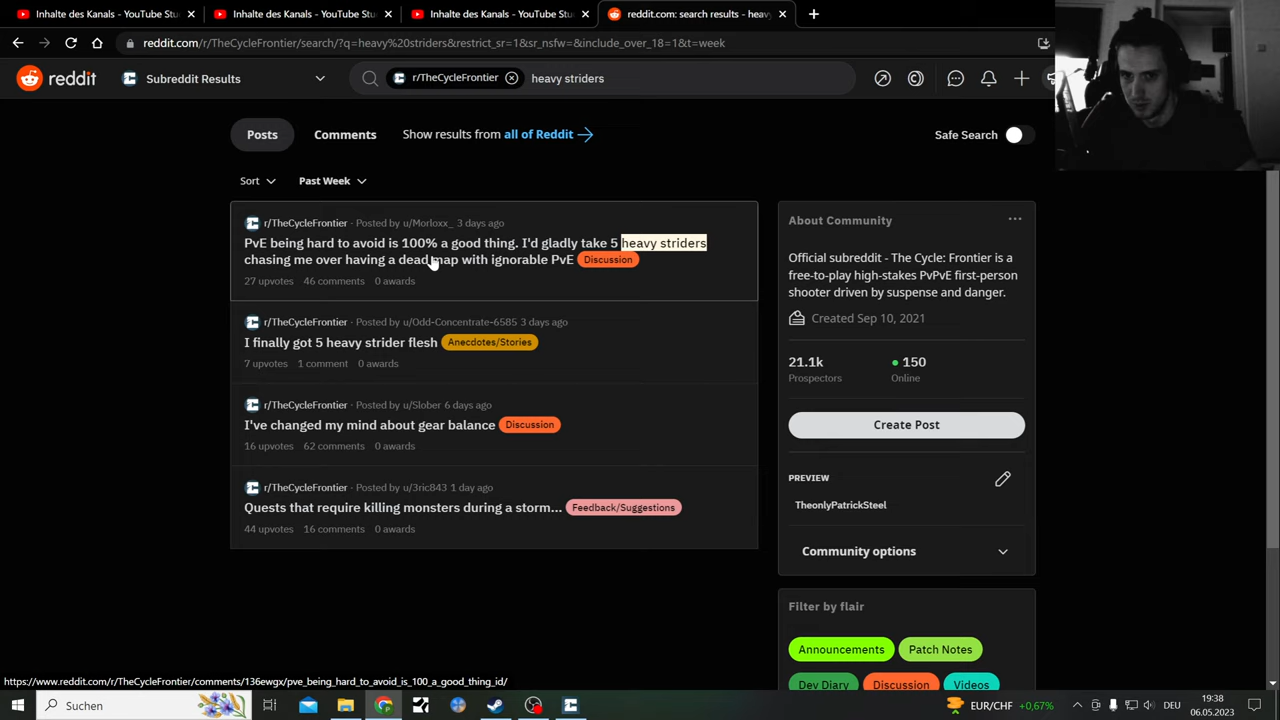 Inhalte des Kanals - YouTube Stu
Inhalte des Kanals - YouTube Stu
Inhalte des Kanals - YouTube Stu
reddit.com: search results - heavy
reddit.com/r/TheCycleFrontier/search/?q=heavy%20striders&restrict_sr=1&sr_nsfw=&include_over_18=1&t=week
reddit
Subreddit Results
r/TheCycleFrontier
heavy striders
Posts
Comments
Show results from all of Reddit
Safe Search
Sort
Past Week
r/TheCycleFrontier · Posted by u/Morloxx_ 3 days ago
PvE being hard to avoid is 100% a good thing. I'd gladly take 5 heavy striders
chasing me over having a dead map with ignorable PvE Discussion
27 upvotes 46 comments 0 awards
r/TheCycleFrontier · Posted by u/Odd-Concentrate-6585 3 days ago
I finally got 5 heavy strider flesh Anecdotes/Stories
7 upvotes 1 comment 0 awards
r/TheCycleFrontier · Posted by u/Slober 6 days ago
I've changed my mind about gear balance Discussion
16 upvotes 62 comments 0 awards
r/TheCycleFrontier · Posted by u/3ric843 1 day ago
Quests that require killing monsters during a storm... Feedback/Suggestions
44 upvotes 16 comments 0 awards
About Community
Official subreddit - The Cycle: Frontier is a
free-to-play high-stakes PvPvE first-person
shooter driven by suspense and danger.
Created Sep 10, 2021
21.1k
Prospectors
150
Online
Create Post
PREVIEW
TheonlyPatrickSteel
Community options
Filter by flair
Announcements
Patch Notes
Dev Diary
Discussion
Videos
https://www.reddit.com/r/TheCycleFrontier/comments/136ewgx/pve_being_hard_to_avoid_is_100_a_good_thing_id/
Suchen
EUR/CHF +0,67%
DEU
19:38
06.05.2023